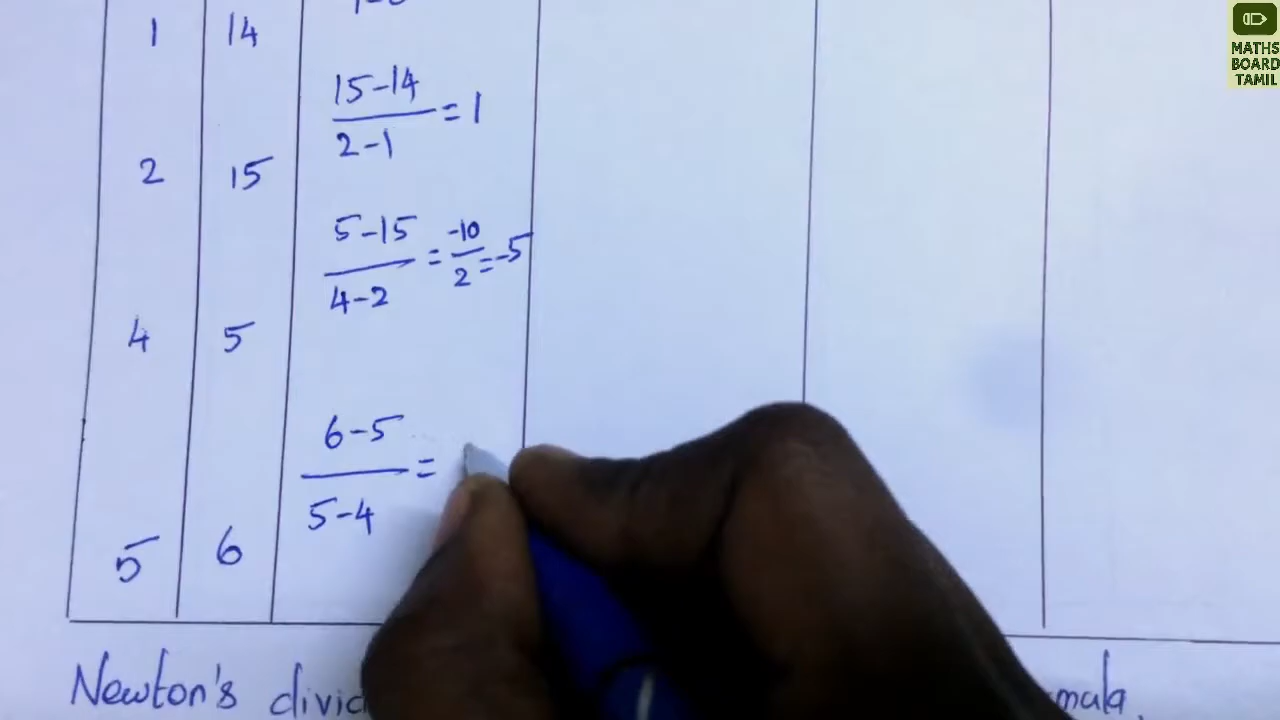 MATHS
BOARD
TAMIL
1 14
15-14
/2-1 = 1
2 15
5-15/4-2 = -10/2 = -5
4 5
6-5/5-4 =
5 6
Newton's